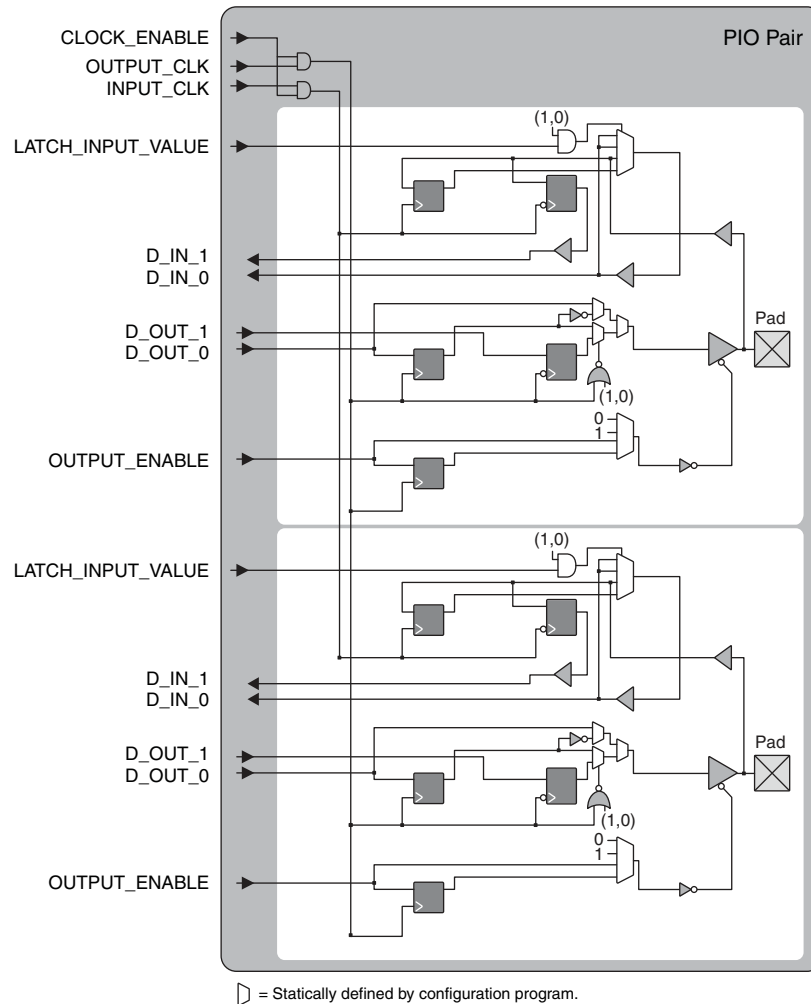 PIO Pair
CLOCK_ENABLE
OUTPUT_CLK
INPUT_CLK
(1,0)
LATCH_INPUT_VALUE
D_IN_1
D_IN_0
D_OUT_1
D_OUT_0
Pad
(1,0)
0
1
OUTPUT_ENABLE
(1,0)
LATCH_INPUT_VALUE
D_IN_1
D_IN_0
D_OUT_1
D_OUT_0
Pad
(1,0)
0
1
OUTPUT_ENABLE
= Statically defined by configuration program.